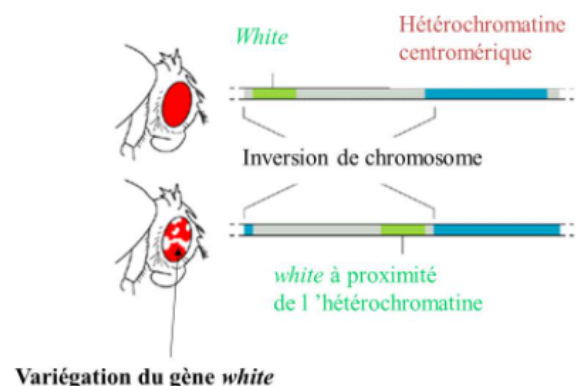 White
Hétérochromatine
centromérique
Inversion de chromosome
white à proximité
de l ’hétérochromatine
Variégation du gène white